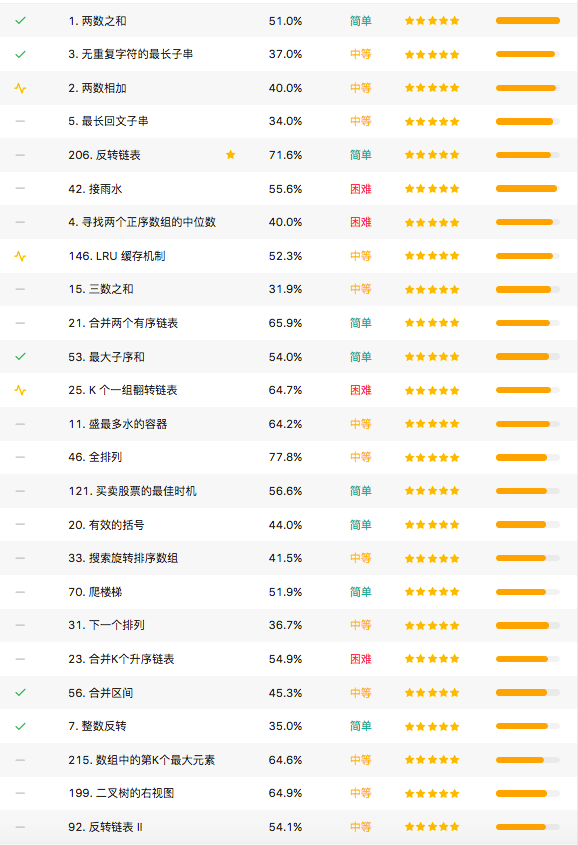 1. 两数之和 51.0% 简单
3. 无重复字符的最长子串 37.0% 中等
2. 两数相加 40.0% 中等
5. 最长回文子串 34.0% 中等
206. 反转链表 71.6% 简单
42. 接雨水 55.6% 困难
4. 寻找两个正序数组的中位数 40.0% 困难
146. LRU 缓存机制 52.3% 中等
15. 三数之和 31.9% 中等
21. 合并两个有序链表 65.9% 简单
53. 最大子序和 54.0% 简单
25. K 个一组翻转链表 64.7% 困难
11. 盛最多水的容器 64.2% 中等
46. 全排列 77.8% 中等
121. 买卖股票的最佳时机 56.6% 简单
20. 有效的括号 44.0% 简单
33. 搜索旋转排序数组 41.5% 中等
70. 爬楼梯 51.9% 简单
31. 下一个排列 36.7% 中等
23. 合并K个升序链表 54.9% 困难
56. 合并区间 45.3% 中等
7. 整数反转 35.0% 简单
215. 数组中的第K个最大元素 64.6% 中等
199. 二叉树的右视图 64.9% 中等
92. 反转链表 II 54.1% 中等